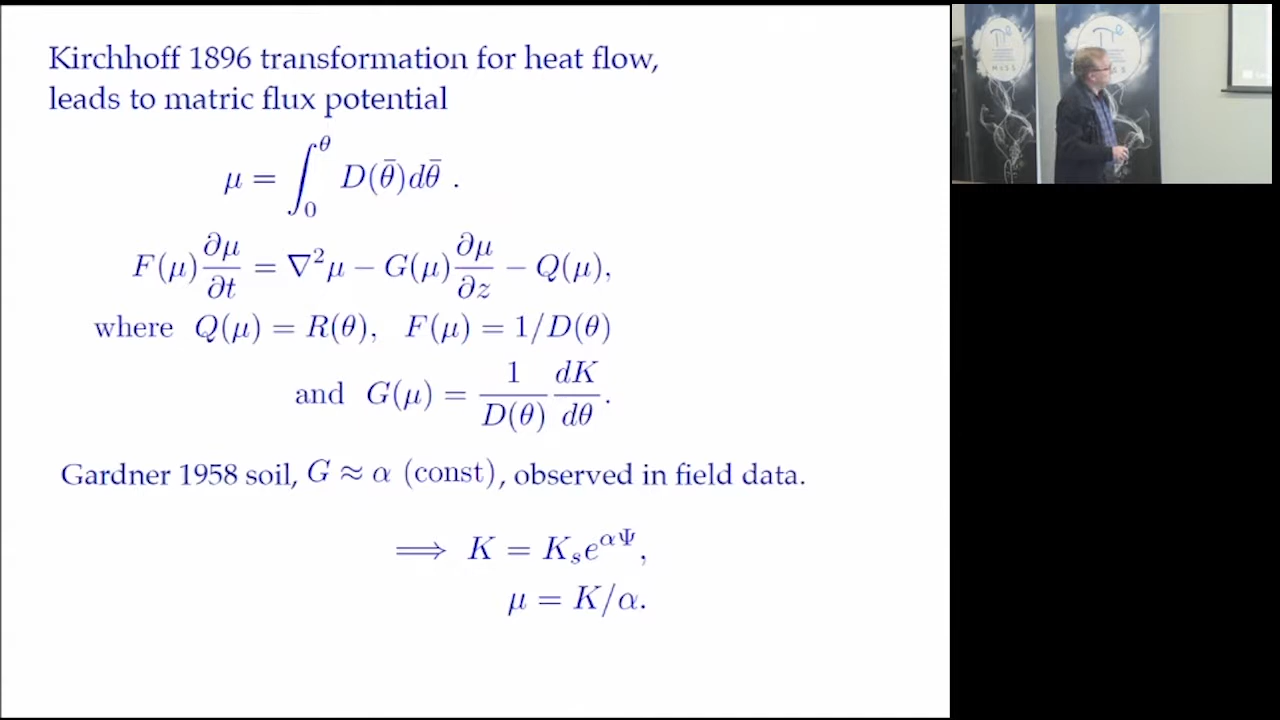 Kirchhoff 1896 transformation for heat flow,
leads to matric flux potential
μ = ∫₀^θ D(θ̄)dθ̄ .
F(μ) ∂μ/∂t = ∇²μ − G(μ) ∂μ/∂z − Q(μ),
where Q(μ) = R(θ), F(μ) = 1/D(θ)
and G(μ) = 1/D(θ) dK/dθ.
Gardner 1958 soil, G ≈ α (const), observed in field data.
⟹ K = Kₛe^{αΨ},
μ = K/α.